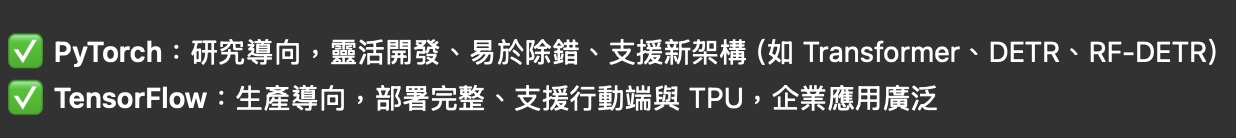 ✅ PyTorch：研究導向，靈活開發、易於除錯、支援新架構 (如 Transformer、DETR、RF-DETR)
✅ TensorFlow：生產導向，部署完整、支援行動端與 TPU，企業應用廣泛